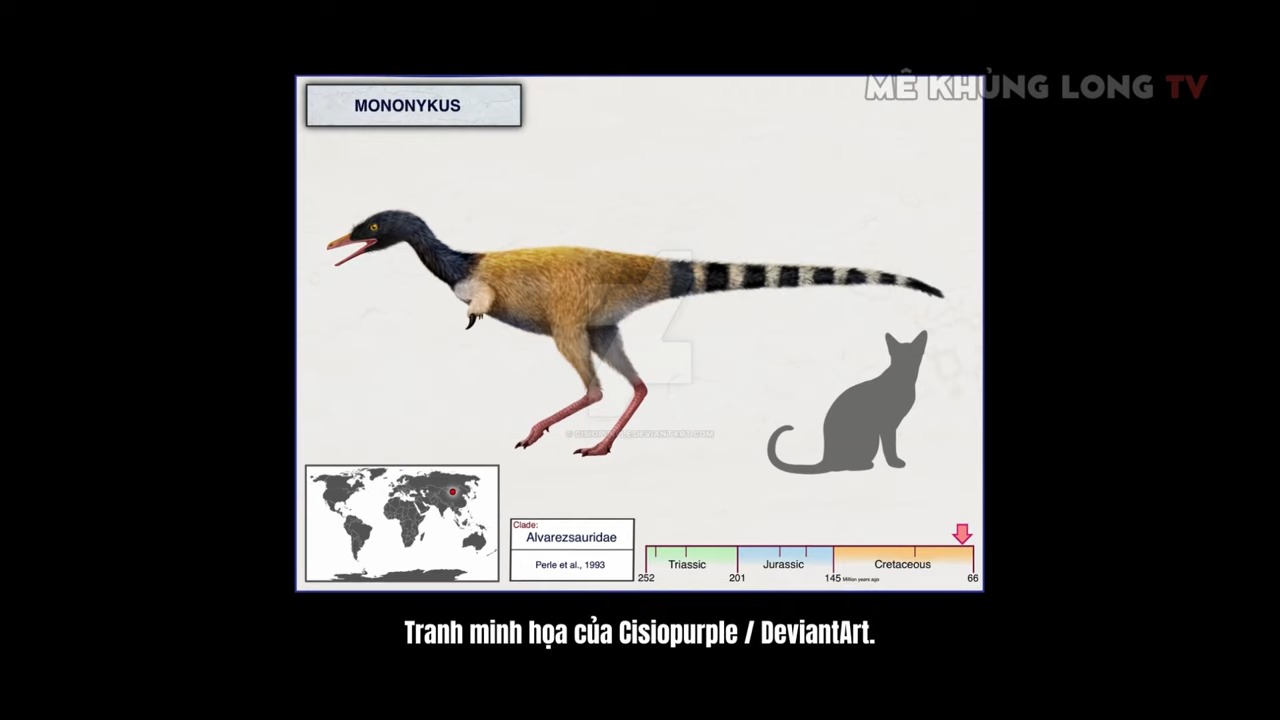 MÊ KHỦNG LONG TV
MONONYKUS
Clade:
Alvarezsauridae
Perle et al., 1993
Triassic
Jurassic
Cretaceous
252
201
145
Million years ago
66
Tranh minh họa của Cisiopurple / DeviantArt.